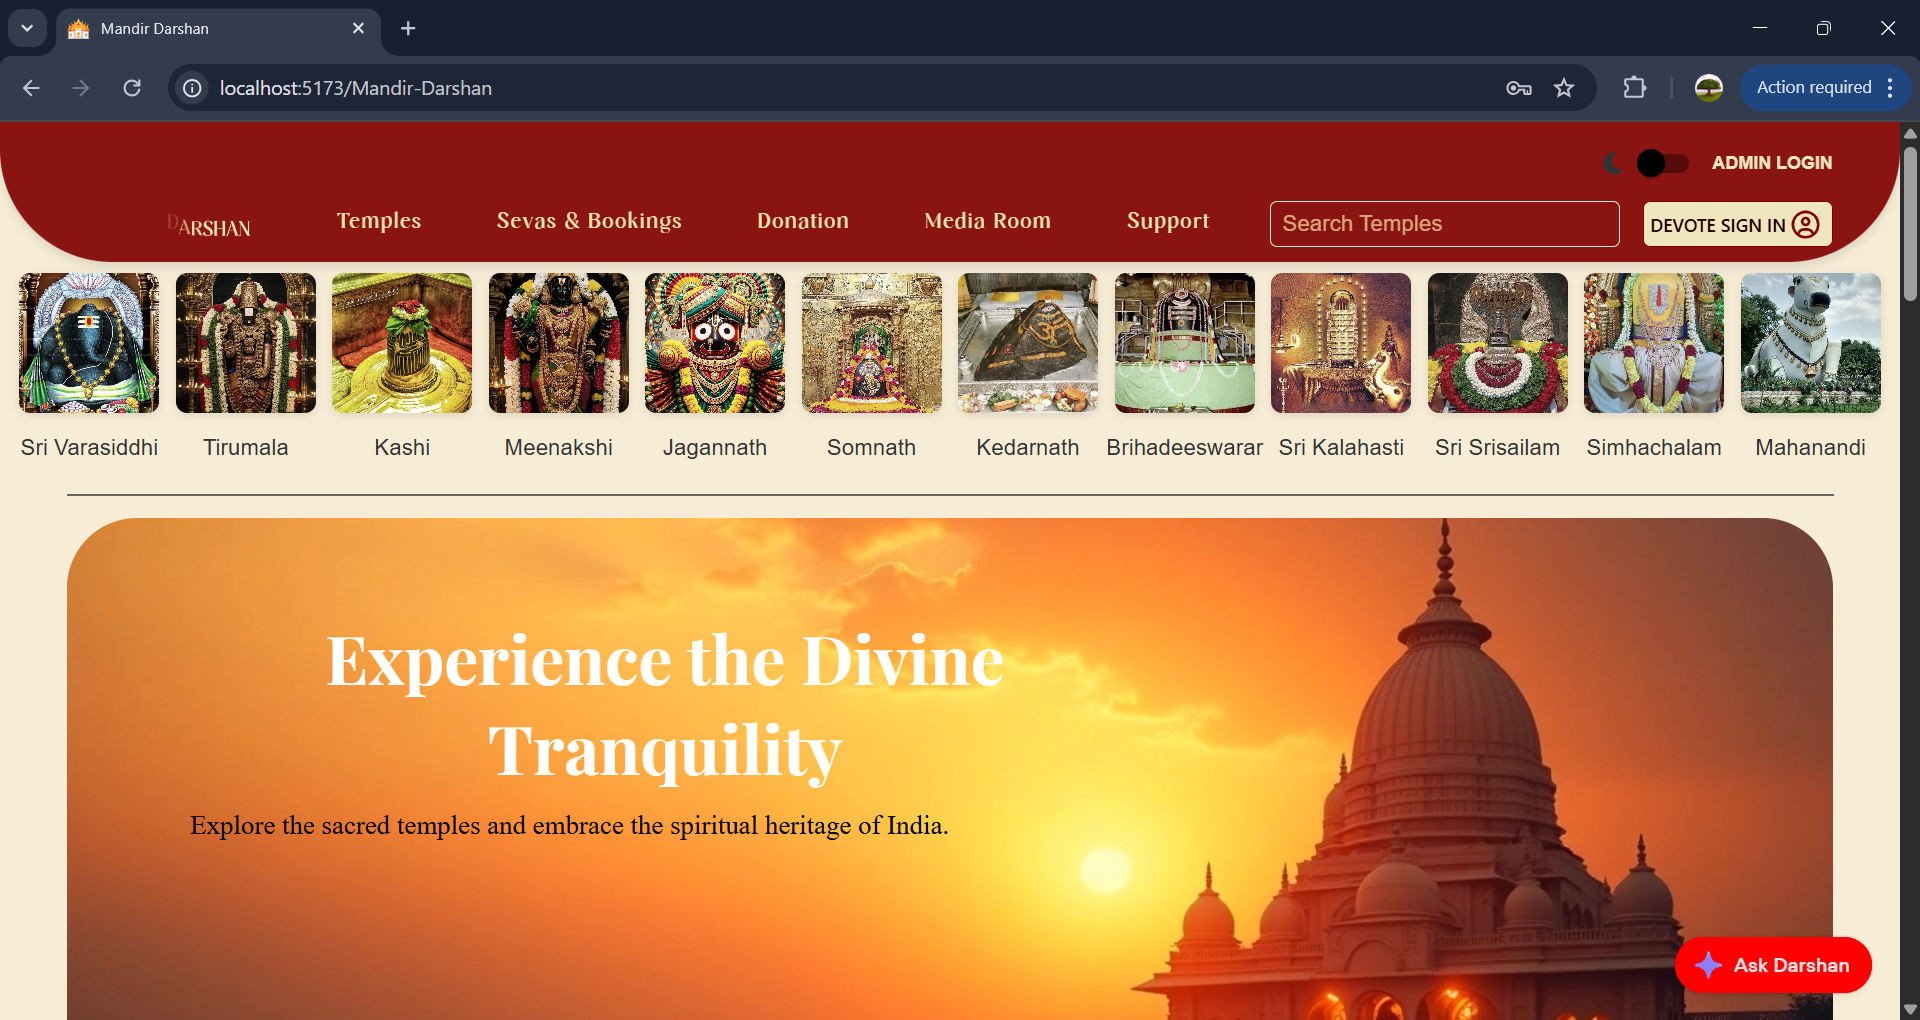 Mandir Darshan
localhost:5173/Mandir-Darshan
Action required
ADMIN LOGIN
DARSHAN
Temples
Sevas & Bookings
Donation
Media Room
Support
Search Temples
DEVOTE SIGN IN
Sri Varasiddhi
Tirumala
Kashi
Meenakshi
Jagannath
Somnath
Kedarnath
Brihadeeswarar
Sri Kalahasti
Sri Srisailam
Simhachalam
Mahanandi
Experience the Divine
Tranquility
Explore the sacred temples and embrace the spiritual heritage of India.
Ask Darshan